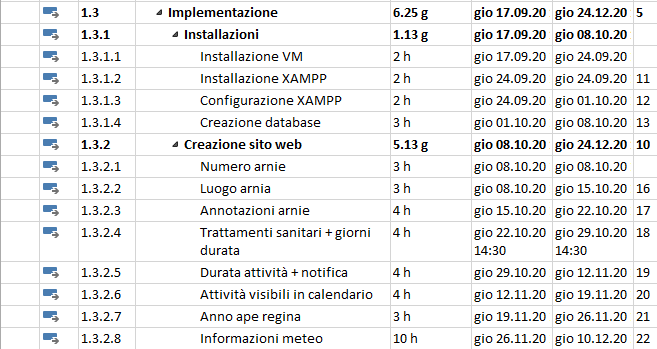 1.3 Implementazione 6.25 g gio 17.09.20 gio 24.12.20 5
1.3.1 Installazioni 1.13 g gio 17.09.20 gio 08.10.20
1.3.1.1 Installazione VM 2 h gio 17.09.20 gio 24.09.20
1.3.1.2 Installazione XAMPP 2 h gio 24.09.20 gio 24.09.20 11
1.3.1.3 Configurazione XAMPP 2 h gio 24.09.20 gio 01.10.20 12
1.3.1.4 Creazione database 3 h gio 01.10.20 gio 08.10.20 13
1.3.2 Creazione sito web 5.13 g gio 08.10.20 gio 24.12.20 10
1.3.2.1 Numero arnie 3 h gio 08.10.20 gio 08.10.20
1.3.2.2 Luogo arnia 3 h gio 08.10.20 gio 15.10.20 16
1.3.2.3 Annotazioni arnie 4 h gio 15.10.20 gio 22.10.20 17
1.3.2.4 Trattamenti sanitari + giorni 4 h gio 22.10.20 gio 29.10.20 18
durata 14:30 14:30
1.3.2.5 Durata attività + notifica 4 h gio 29.10.20 gio 12.11.20 19
1.3.2.6 Attività visibili in calendario 4 h gio 12.11.20 gio 19.11.20 20
1.3.2.7 Anno ape regina 3 h gio 19.11.20 gio 26.11.20 21
1.3.2.8 Informazioni meteo 10 h gio 26.11.20 gio 10.12.20 22